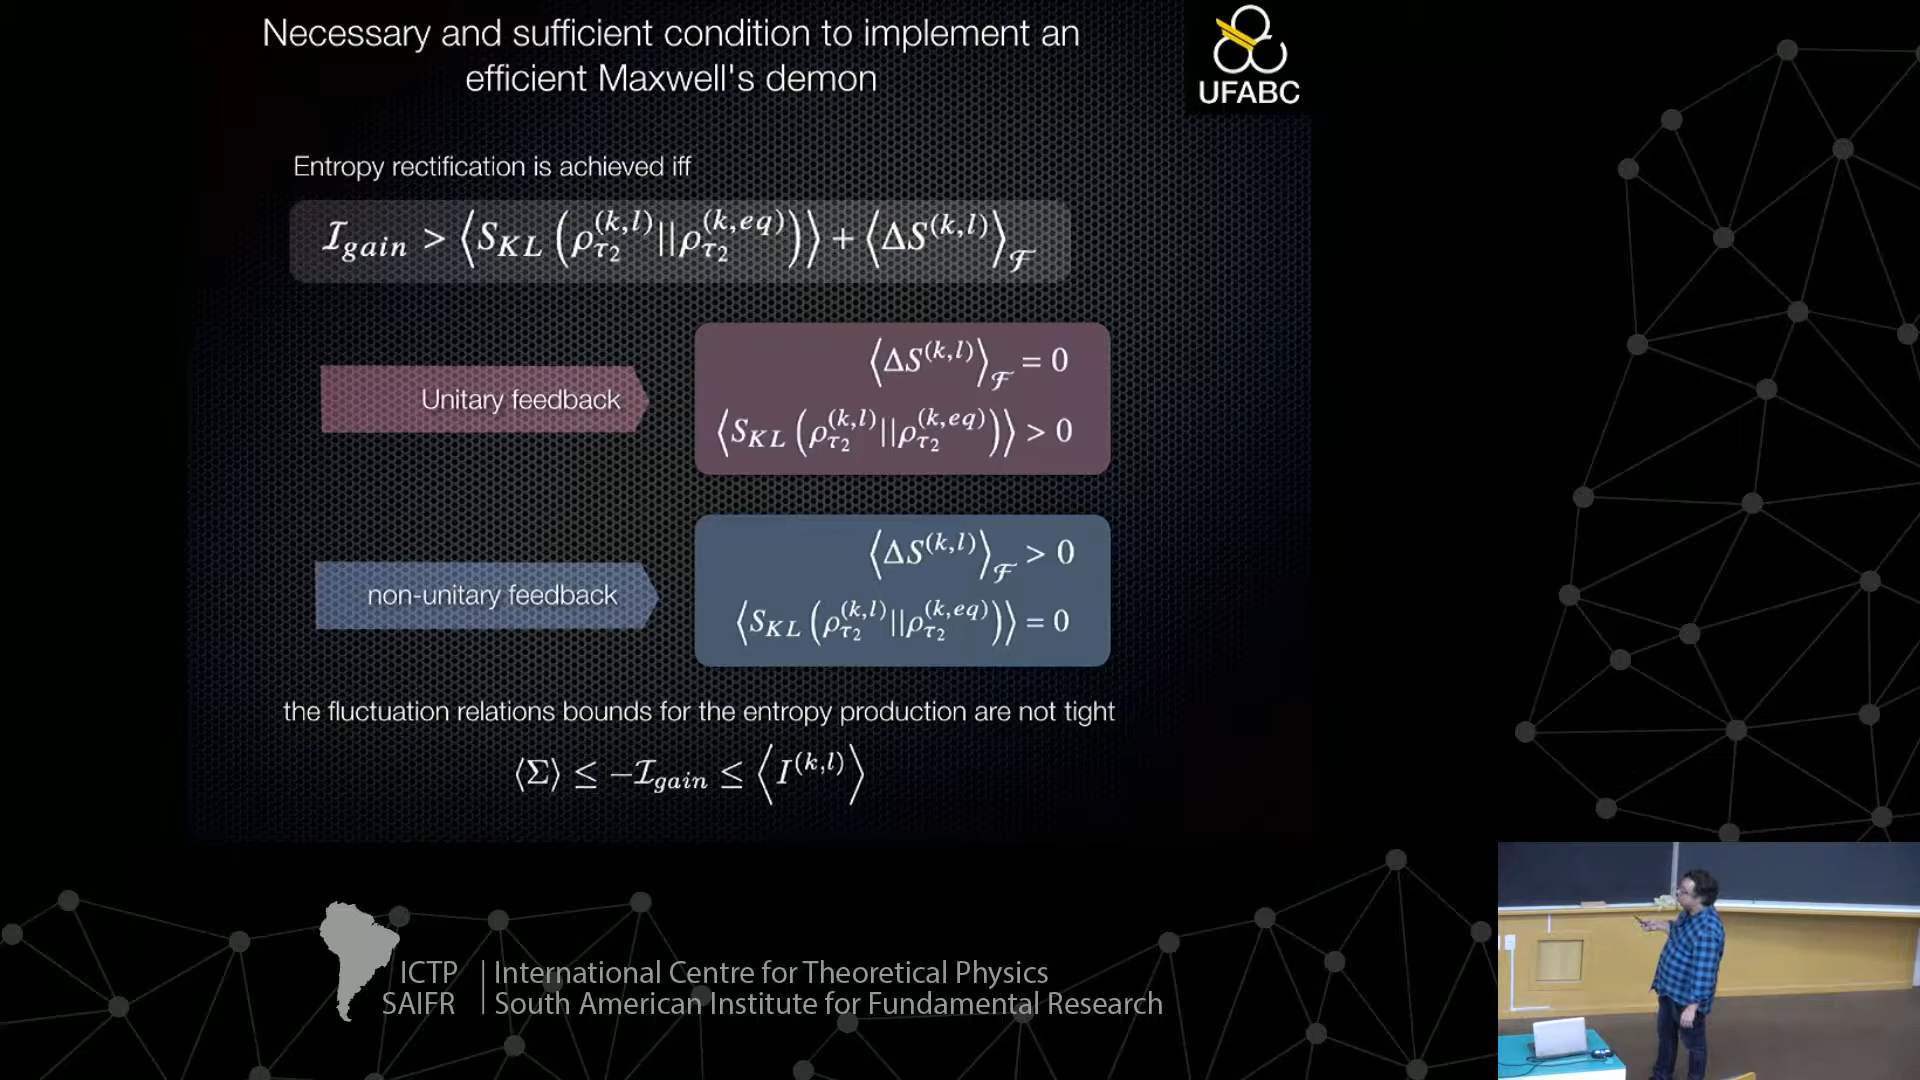 Necessary and sufficient condition to implement an
efficient Maxwell's demon
UFABC
Entropy rectification is achieved iff
ℐ_gain > ⟨S_KL (ρ_τ₂^(k,l) || ρ_τ₂^(k,eq))⟩ + ⟨ΔS^(k,l)⟩_ℱ
Unitary feedback
⟨ΔS^(k,l)⟩_ℱ = 0
⟨S_KL (ρ_τ₂^(k,l) || ρ_τ₂^(k,eq))⟩ > 0
non-unitary feedback
⟨ΔS^(k,l)⟩_ℱ > 0
⟨S_KL (ρ_τ₂^(k,l) || ρ_τ₂^(k,eq))⟩ = 0
the fluctuation relations bounds for the entropy production are not tight
⟨Σ⟩ ≤ −ℐ_gain ≤ ⟨I^(k,l)⟩
ICTP | International Centre for Theoretical Physics
SAIFR | South American Institute for Fundamental Research